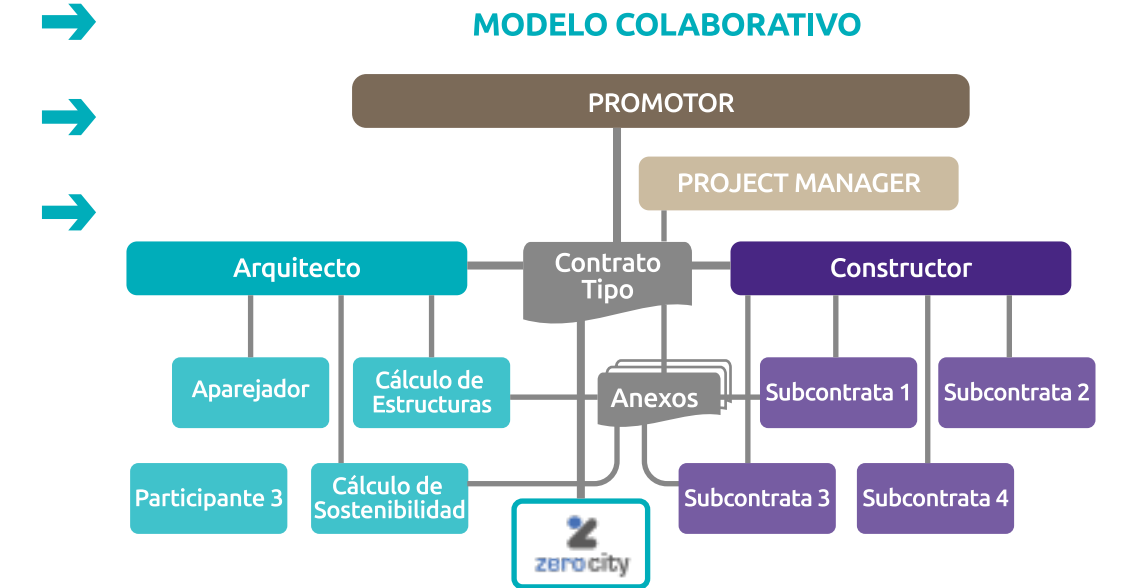 MODELO COLABORATIVO
PROMOTOR
PROJECT MANAGER
Arquitecto
Contrato
Tipo
Constructor
Aparejador
Cálculo de
Estructuras
Anexos
Subcontrata 1
Subcontrata 2
Participante 3
Cálculo de
Sostenibilidad
Subcontrata 3
Subcontrata 4
zerocity